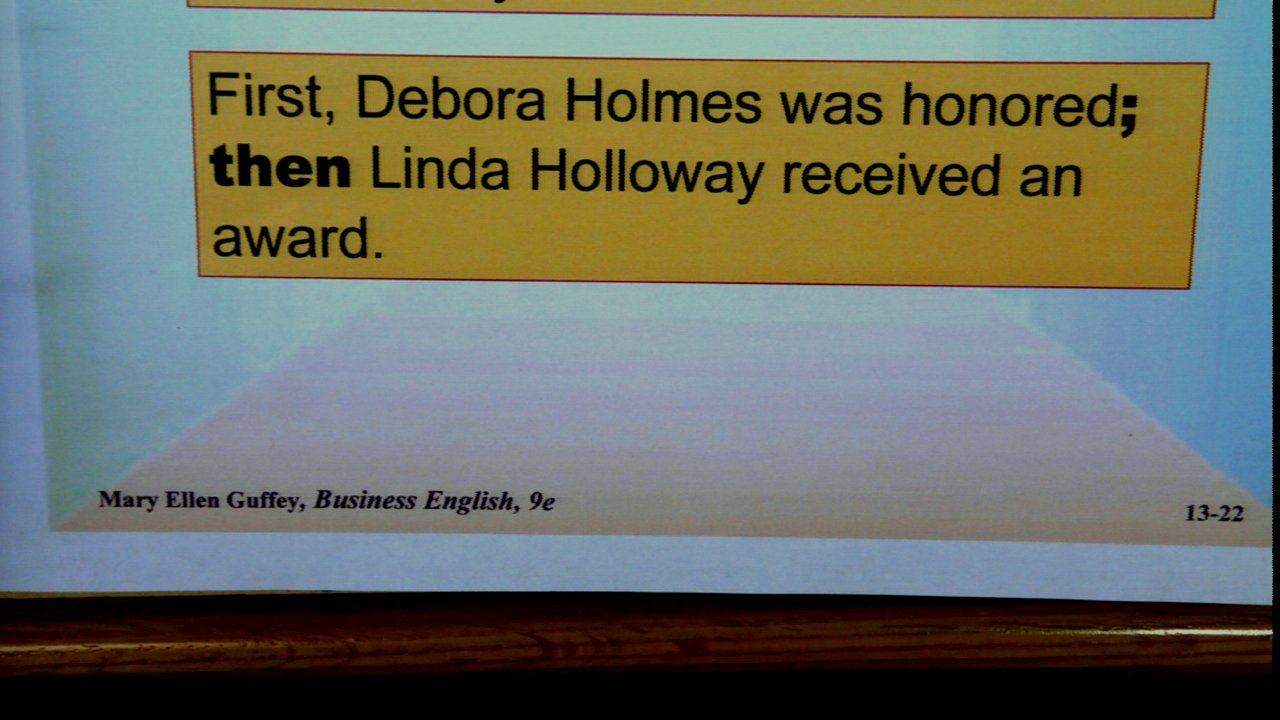 First, Debora Holmes was honored;
then Linda Holloway received an
award.
Mary Ellen Guffey, Business English, 9e
13-22